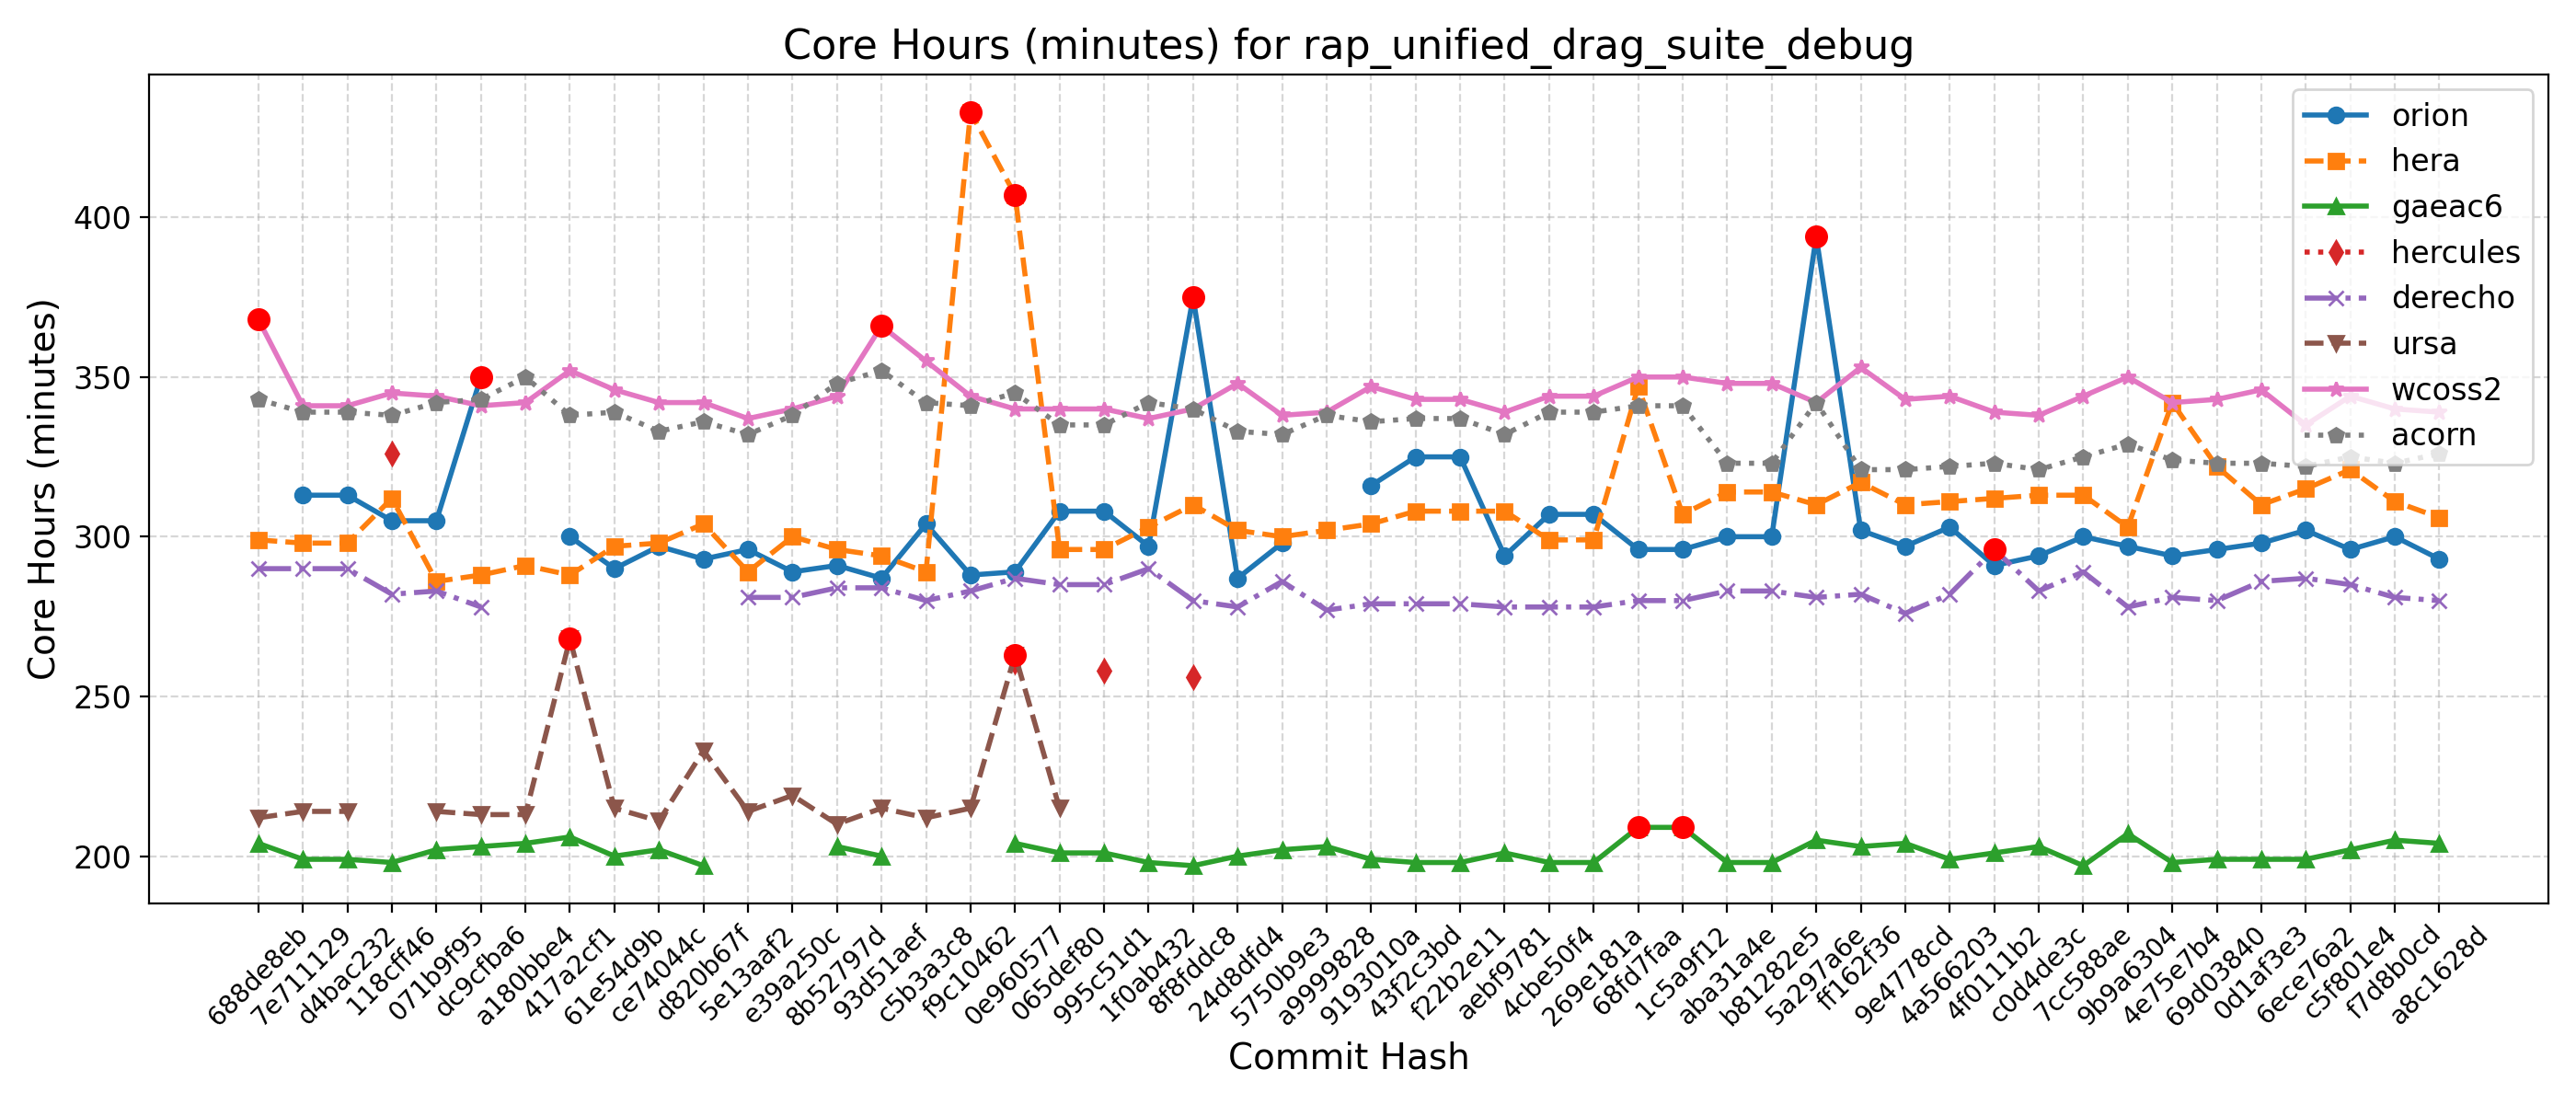 Core Hours (minutes) for rap_unified_drag_suite_debug
Core Hours (minutes)
400
350
300
250
200
orion
hera
gaeac6
hercules
derecho
ursa
wcoss2
acorn
688de8eb
7e711129
d4bac232
118cff46
071b9f95
dc9cfba6
a180bbe4
417a2cf1
61e54d9b
ce74044c
d820b67f
5e13aaf2
e39a250c
8b52797d
93d51aef
c5b3a3c8
f9c10462
0e960577
065def80
995c51d1
1f0ab432
8f8fddc8
24d8dfd4
5750b9e3
a9999828
9193010a
43f2c3bd
f22b2e11
aebf9781
4cbe50f4
269e181a
68fd7faa
1c5a9f12
aba31a4e
b81282e5
5a297a6e
ff162f36
9e4778cd
4a566203
4f0111b2
c0d4de3c
7cc588ae
9b9a6304
4e75e7b4
69d03840
0d1af3e3
6ece76a2
c5f801e4
f7d8b0cd
a8c1628d
Commit Hash